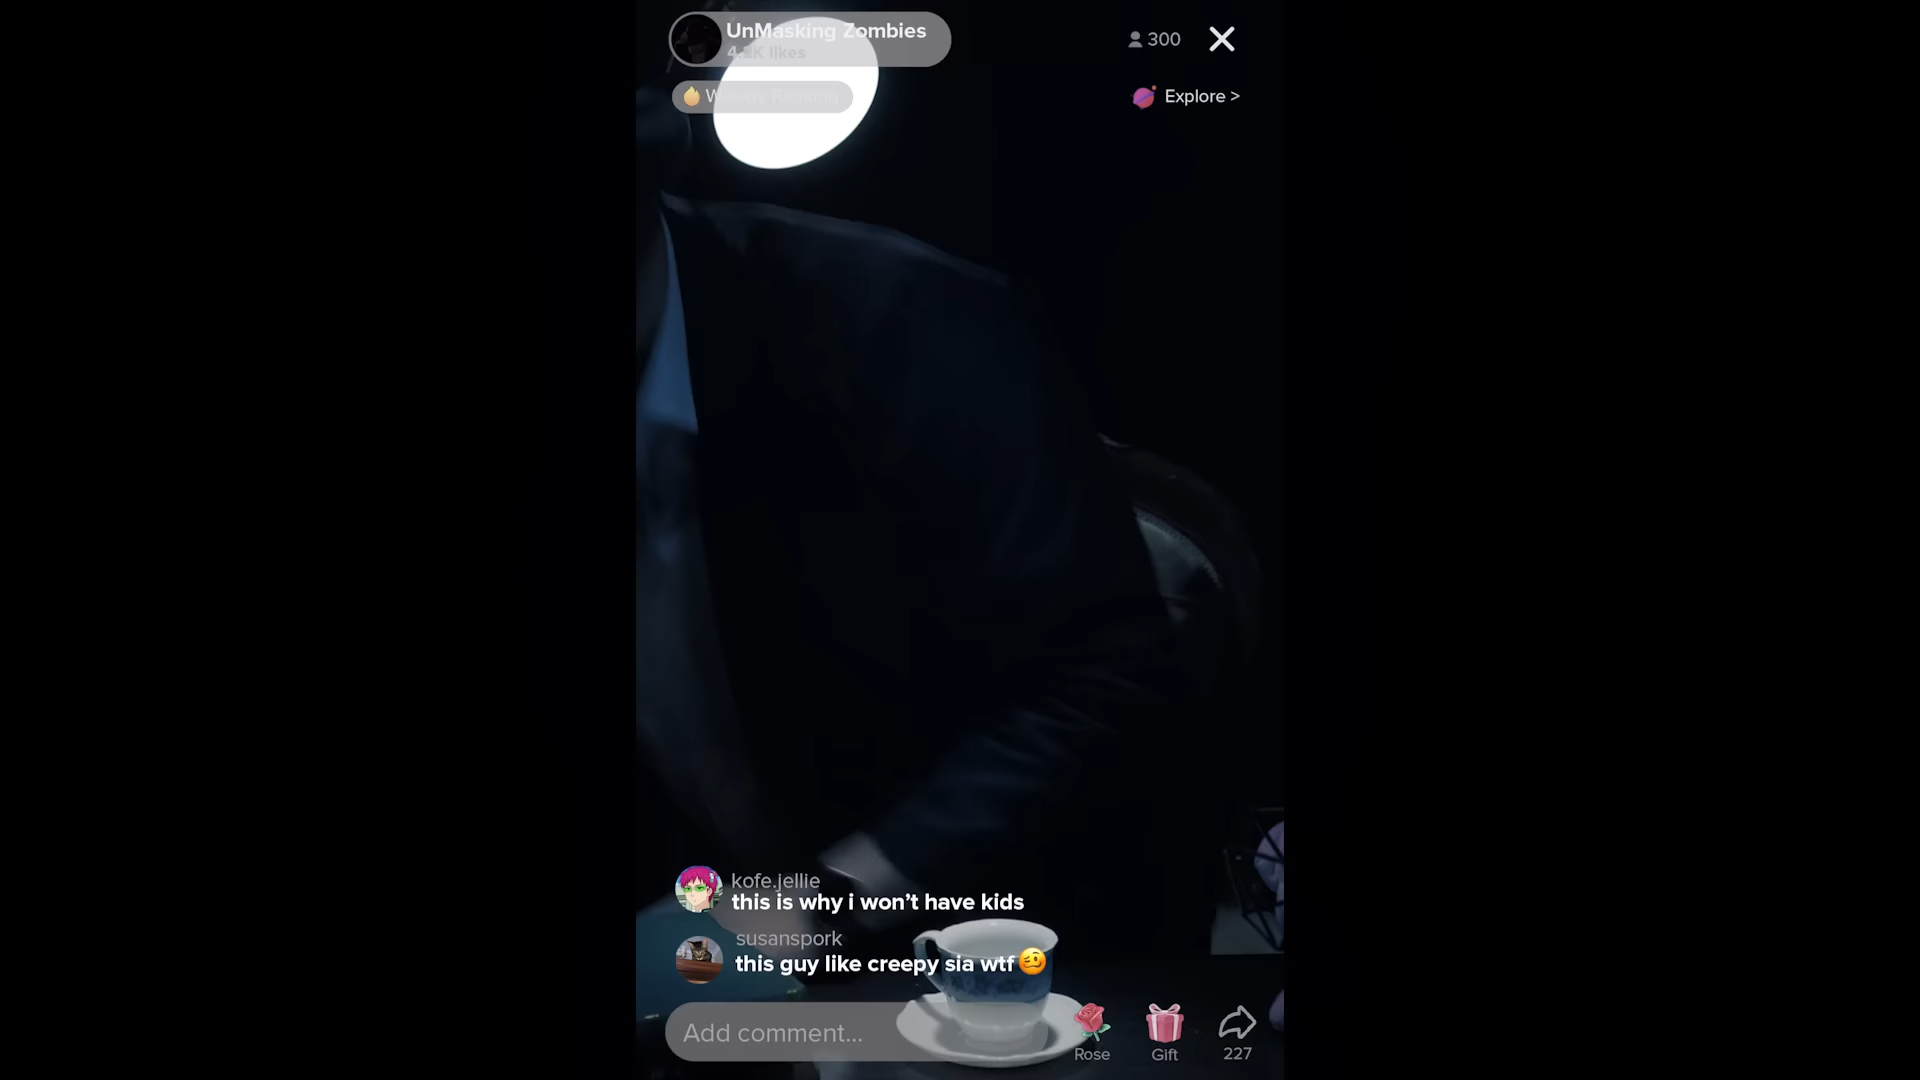 UnMasking Zombies
likes
300
Explore >
kofe.jellie
this is why i won’t have kids
susanspork
this guy like creepy sia wtf🥴
Add comment...
Rose
Gift
227